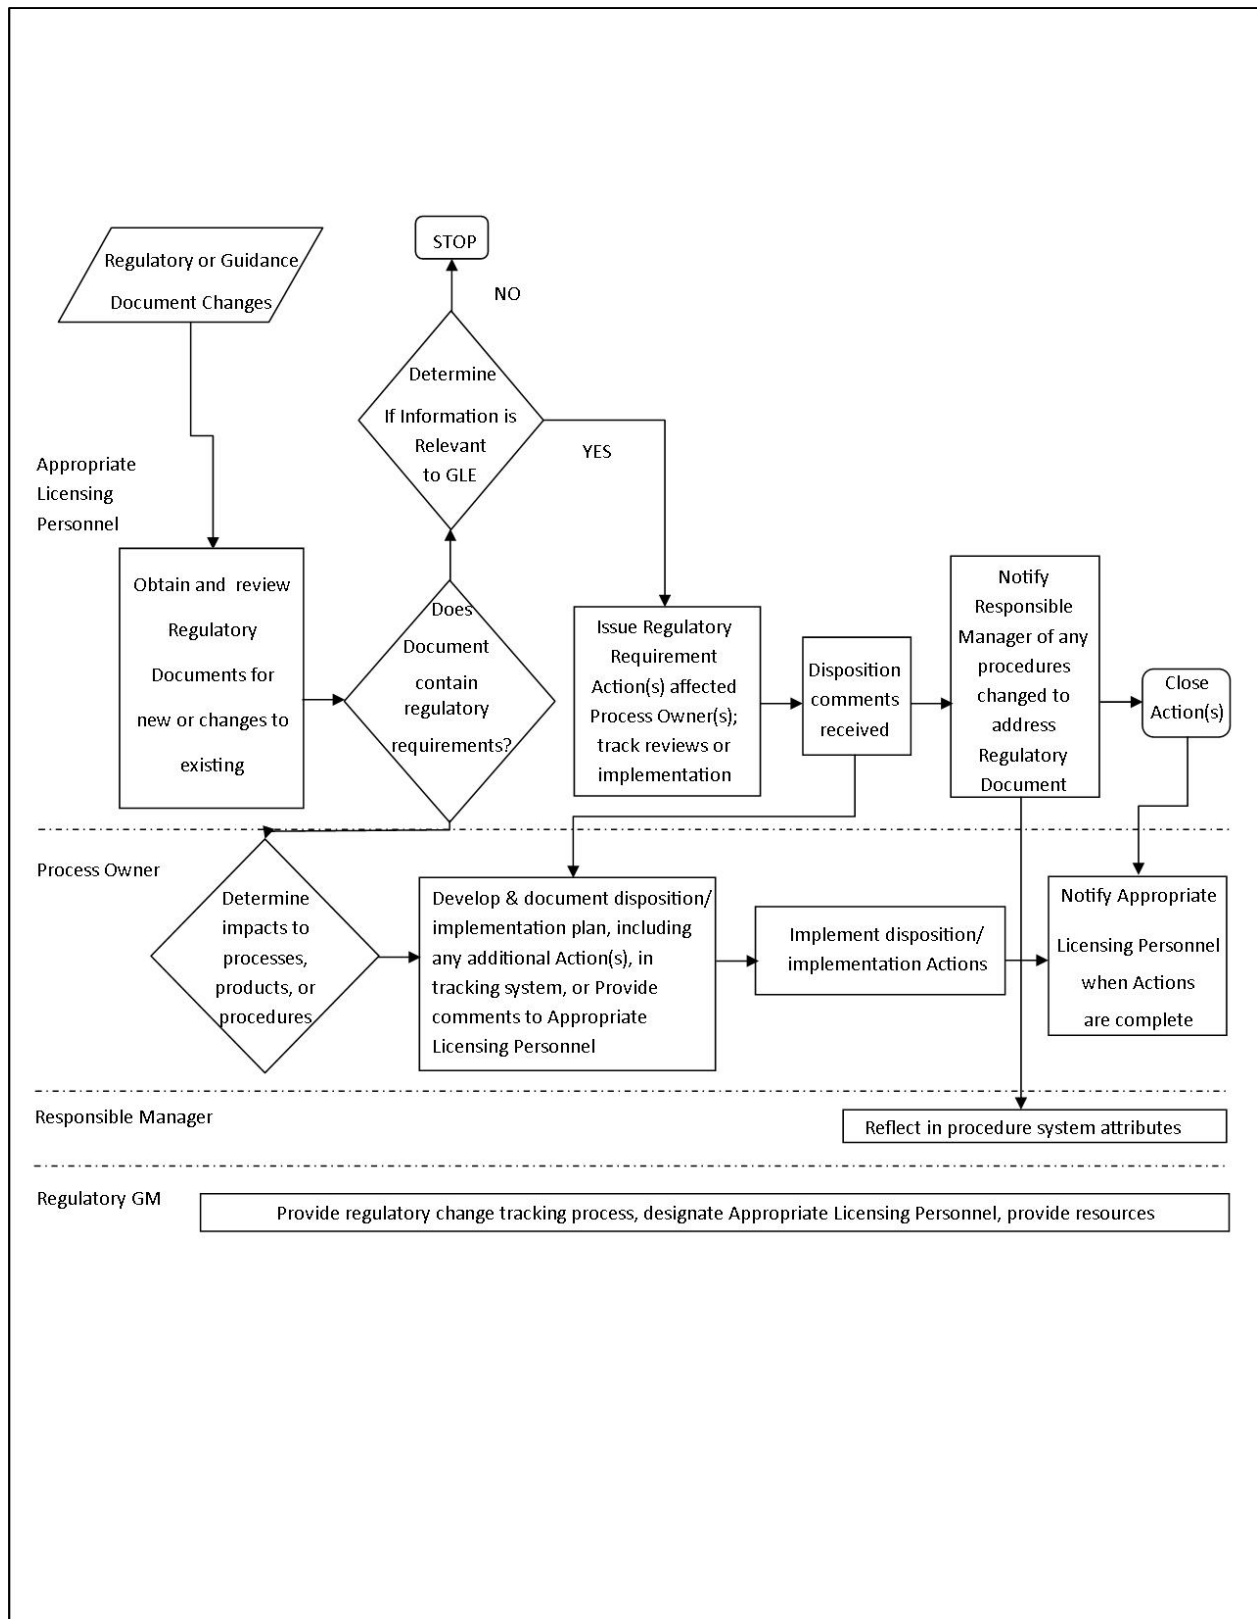 Regulatory or Guidance
Document Changes
STOP
NO
Determine
If Information is
Relevant
to GLE
YES
Appropriate
Licensing
Personnel
Obtain and review
Regulatory
Documents for
new or changes to
existing
Does
Document
contain
regulatory
requirements?
Issue Regulatory
Requirement
Action(s) affected
Process Owner(s);
track reviews or
implementation
Disposition
comments
received
Notify
Responsible
Manager of any
procedures
changed to
address
Regulatory
Document
Close
Action(s)
Process Owner
Determine
impacts to
processes,
products, or
procedures
Develop & document disposition/
implementation plan, including
any additional Action(s), in
tracking system, or Provide
comments to Appropriate
Licensing Personnel
Implement disposition/
implementation Actions
Notify Appropriate
Licensing Personnel
when Actions
are complete
Responsible Manager
Reflect in procedure system attributes
Regulatory GM
Provide regulatory change tracking process, designate Appropriate Licensing Personnel, provide resources